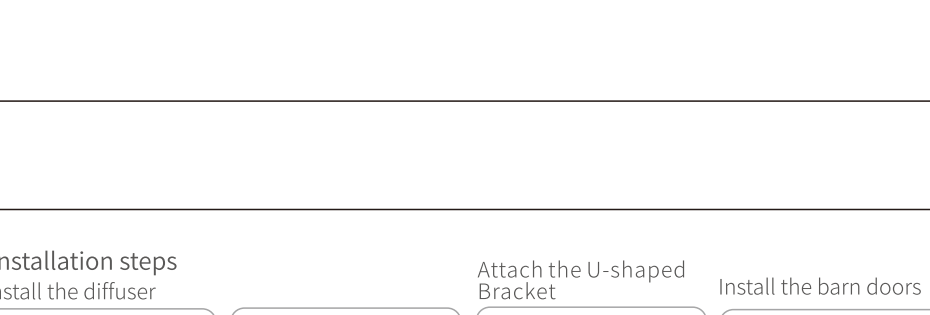 nstallation steps
nstall the diffuser
Attach the U-shaped
Bracket
Install the barn doors